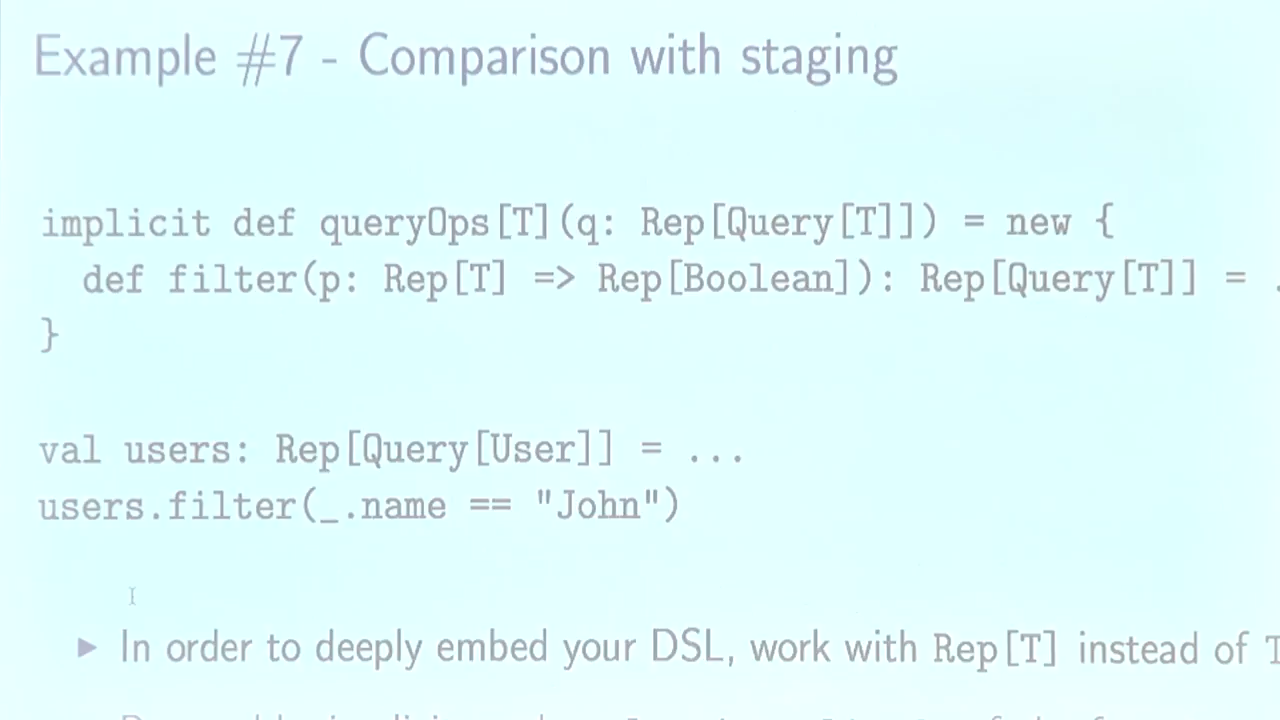 Example #7 - Comparison with staging
implicit def queryOps[T](q: Rep[Query[T]]) = new {
  def filter(p: Rep[T] => Rep[Boolean]): Rep[Query[T]] = .
}
val users: Rep[Query[User]] = ...
users.filter(_.name == "John")
► In order to deeply embed your DSL, work with Rep[T] instead of T